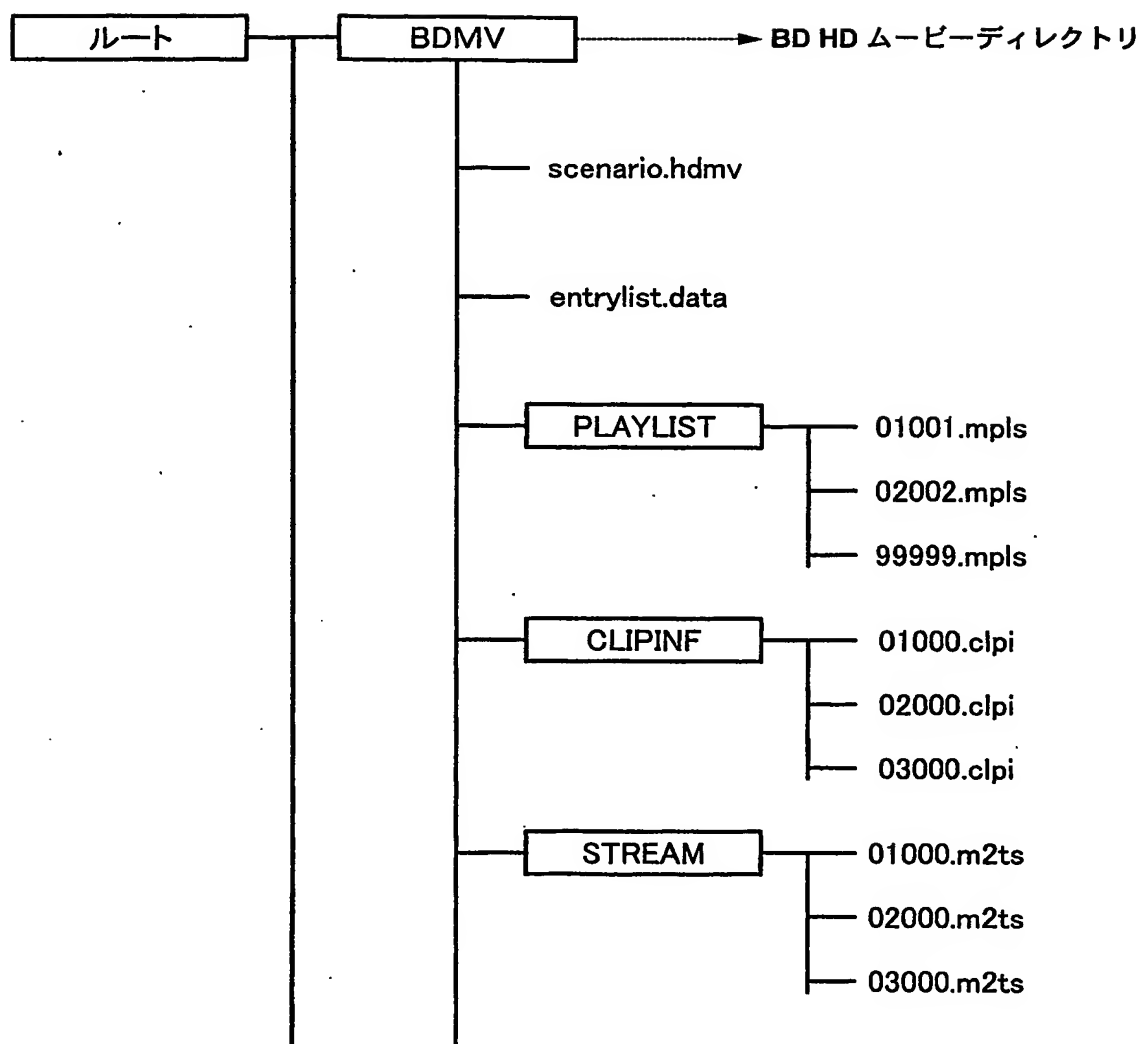 ルート
BDMV
BD HD ムービーディレクトリ
scenario.hdmv
entrylist.data
PLAYLIST
01001.mpls
02002.mpls
99999.mpls
CLIPINF
01000.clpi
02000.clpi
03000.clpi
STREAM
01000.m2ts
02000.m2ts
03000.m2ts